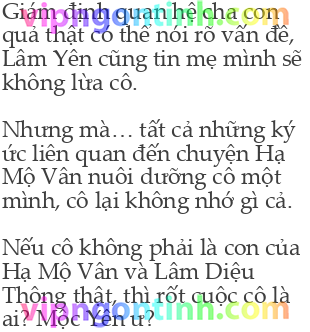 Giám định quan hệ cha con
quả thật có thể nói rõ vấn đề,
Lâm Yên cũng tin mẹ mình sẽ
không lừa cô.
Nhưng mà... tất cả những ký
ức liên quan đến chuyện Hạ
Mộ Vân nuôi dưỡng cô một
mình, cô lại không nhớ gì cả.
Nếu cô không phải là con của
Hạ Mộ Vân và Lâm Diệu
Thông thật, thì rốt cuộc cô là
ai? Mộc Yên ư?
vipngontinh.com
vipngontinh.com